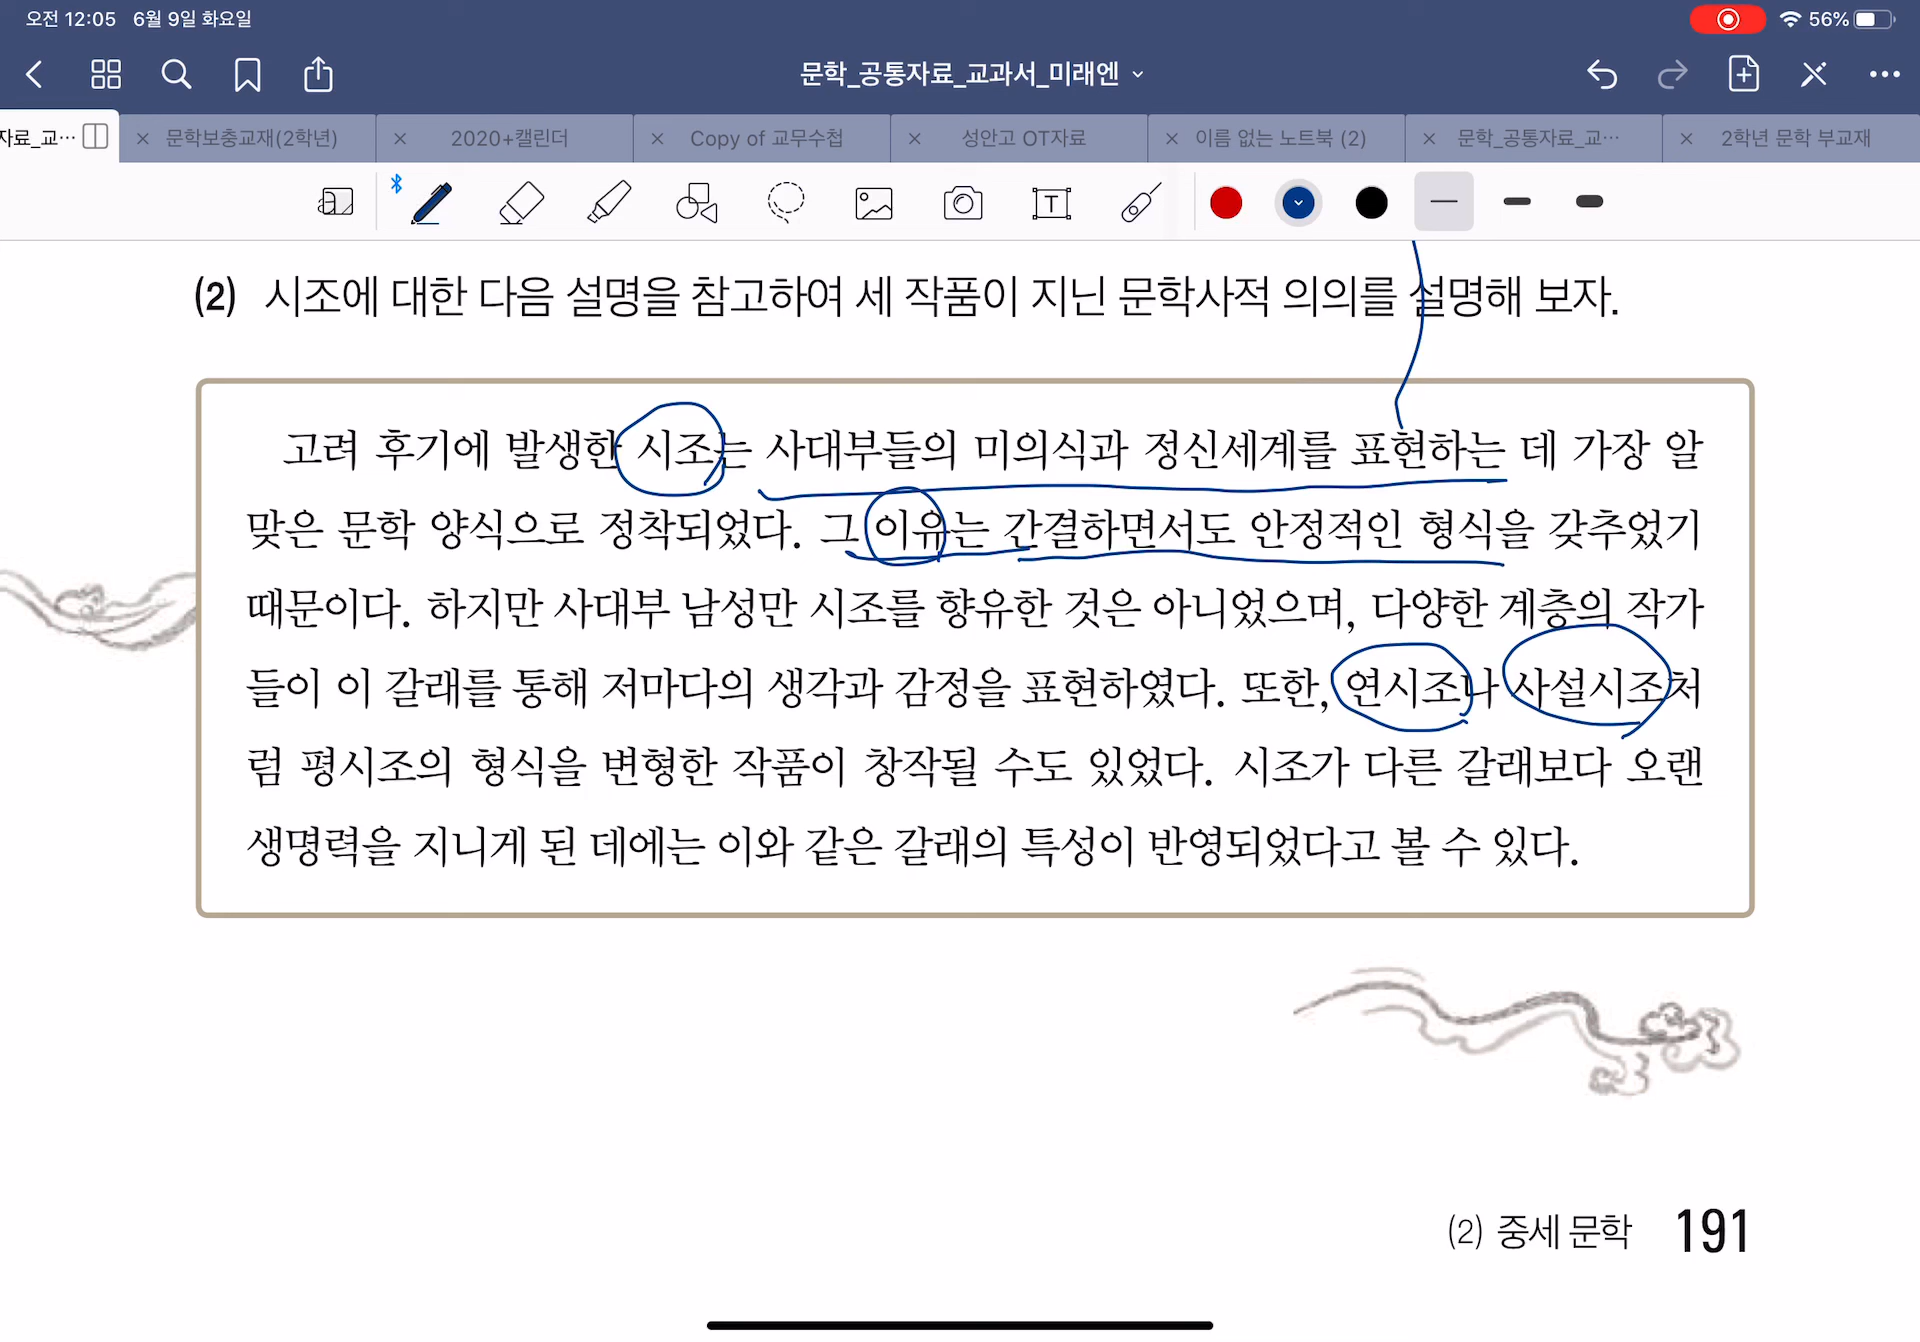 오전 12:05 6월 9일 화요일 56%
문학_공통자료_교과서_미래엔
자료_교… 문학보충교재(2학년) 2020+캘린더 Copy of 교무수첩 성안고 OT자료 이름 없는 노트북 (2) 문학_공통자료_교… 2학년 문학 부교재
(2) 시조에 대한 다음 설명을 참고하여 세 작품이 지닌 문학사적 의의를 설명해 보자.
고려 후기에 발생한 시조는 사대부들의 미의식과 정신세계를 표현하는 데 가장 알
맞은 문학 양식으로 정착되었다. 그 이유는 간결하면서도 안정적인 형식을 갖추었기
때문이다. 하지만 사대부 남성만 시조를 향유한 것은 아니었으며, 다양한 계층의 작가
들이 이 갈래를 통해 저마다의 생각과 감정을 표현하였다. 또한, 연시조나 사설시조처
럼 평시조의 형식을 변형한 작품이 창작될 수도 있었다. 시조가 다른 갈래보다 오랜
생명력을 지니게 된 데에는 이와 같은 갈래의 특성이 반영되었다고 볼 수 있다.
(2) 중세 문학 191